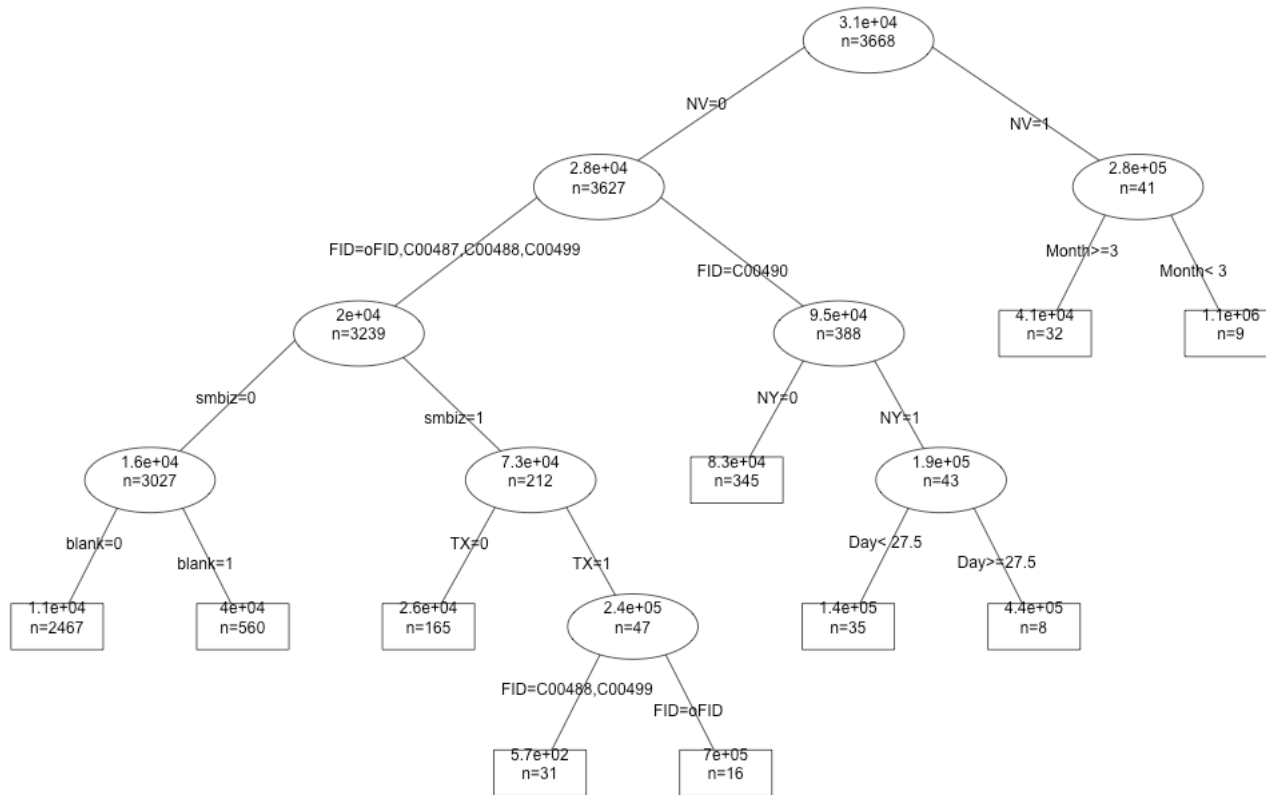 3.1e+04
n=3668
NV=0
NV=1
2.8e+04
n=3627
2.8e+05
n=41
FID=oFID,C00487,C00488,C00499
FID=C00490
Month>=3
Month< 3
2e+04
n=3239
9.5e+04
n=388
4.1e+04
n=32
1.1e+06
n=9
smbiz=0
smbiz=1
NY=0
NY=1
1.6e+04
n=3027
7.3e+04
n=212
8.3e+04
n=345
1.9e+05
n=43
blank=0
blank=1
TX=0
TX=1
Day< 27.5
Day>=27.5
1.1e+04
n=2467
4e+04
n=560
2.6e+04
n=165
2.4e+05
n=47
1.4e+05
n=35
4.4e+05
n=8
FID=C00488,C00499
FID=oFID
5.7e+02
n=31
7e+05
n=16